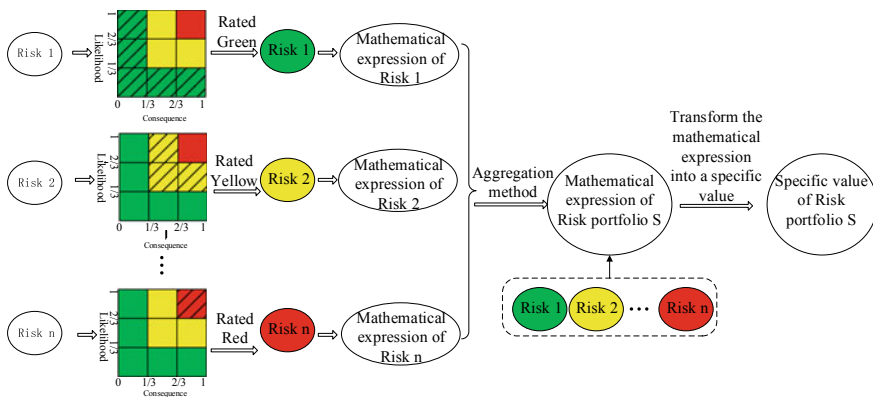 Risk 1
1
2/3
1/3
Likelihood
0
1/3
2/3
1
Consequence
Rated
Green
Risk 1
Mathematical
expression of
Risk 1
Risk 2
1
2/3
1/3
Likelihood
0
1/3
2/3
1
Consequence
Rated
Yellow
Risk 2
Mathematical
expression of
Risk 2
Risk n
1
2/3
1/3
Likelihood
0
1/3
2/3
1
Consequence
Rated
Red
Risk n
Mathematical
expression of
Risk n
Aggregation
method
Mathematical
expression of
Risk portfolio S
Risk 1
Risk 2
Risk n
Transform the
mathematical
expression
into a specific
value
Specific value
of Risk
portfolio S